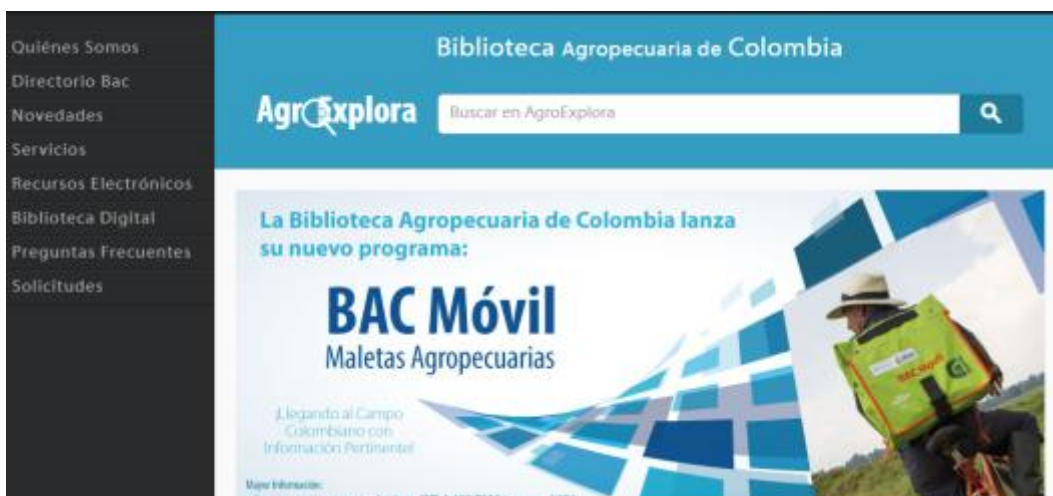 Quiénes Somos
Directorio Bac
Novedades
Servicios
Recursos Electrónicos
Biblioteca Digital
Preguntas Frecuentes
Solicitudes
Biblioteca Agropecuaria de Colombia
AgroExplora
Buscar en AgroExplora
La Biblioteca Agropecuaria de Colombia lanza
su nuevo programa:
BAC Móvil
Maletas Agropecuarias
¡Llegando al Campo
Colombiano con
Información Pertinente!
Mayor Información:
BAC Móvil